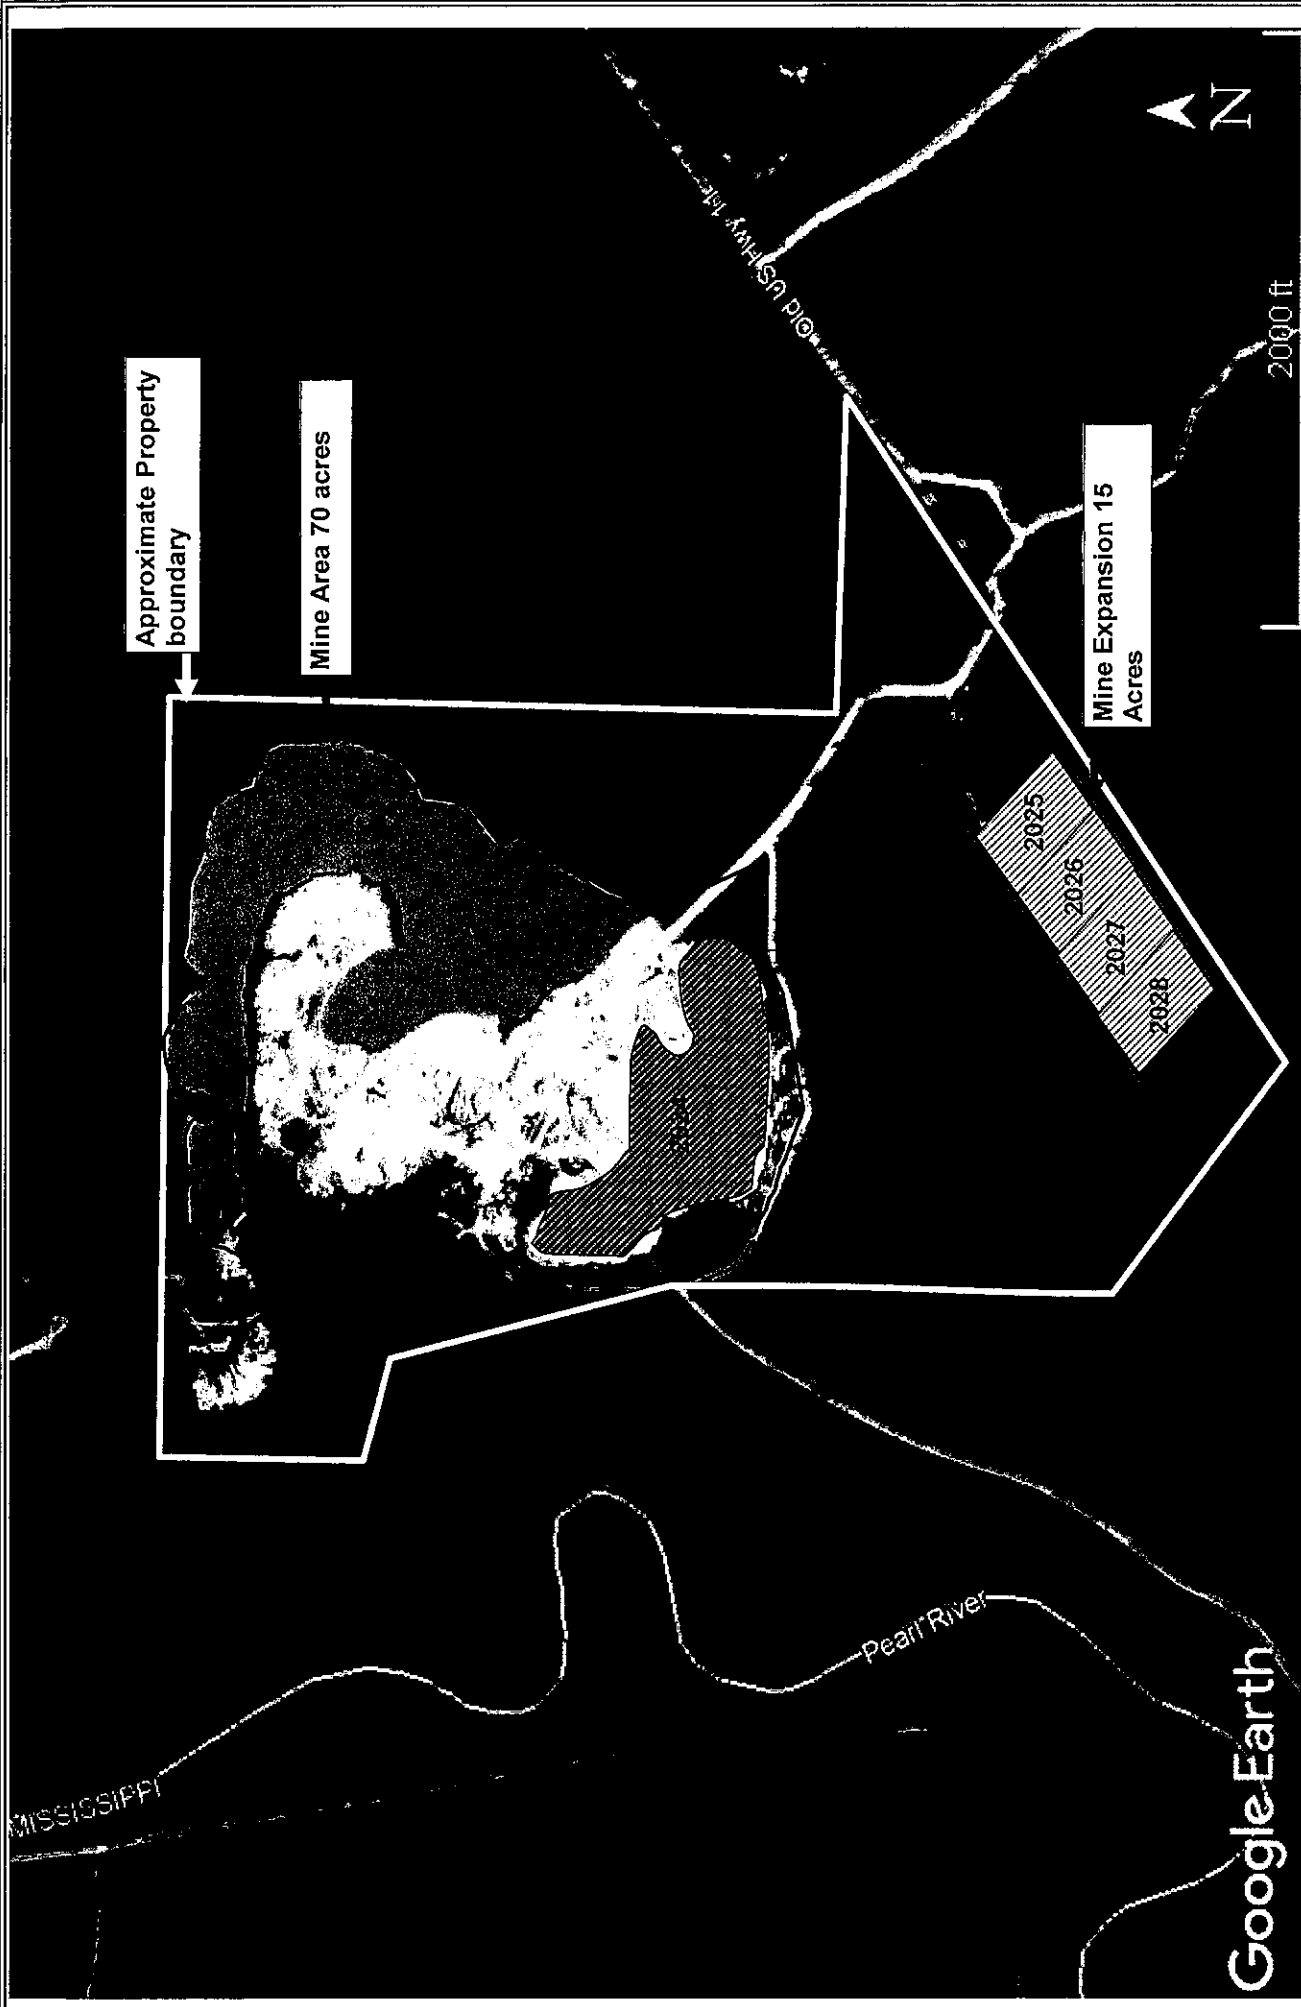 Approximate Property
boundary
Mine Area 70 acres
MISSISSIPPI
Pearl River
Old US Hwy
Mine Expansion 15
Acres
2025
2026
2027
2028
N
2000 ft
Google Earth